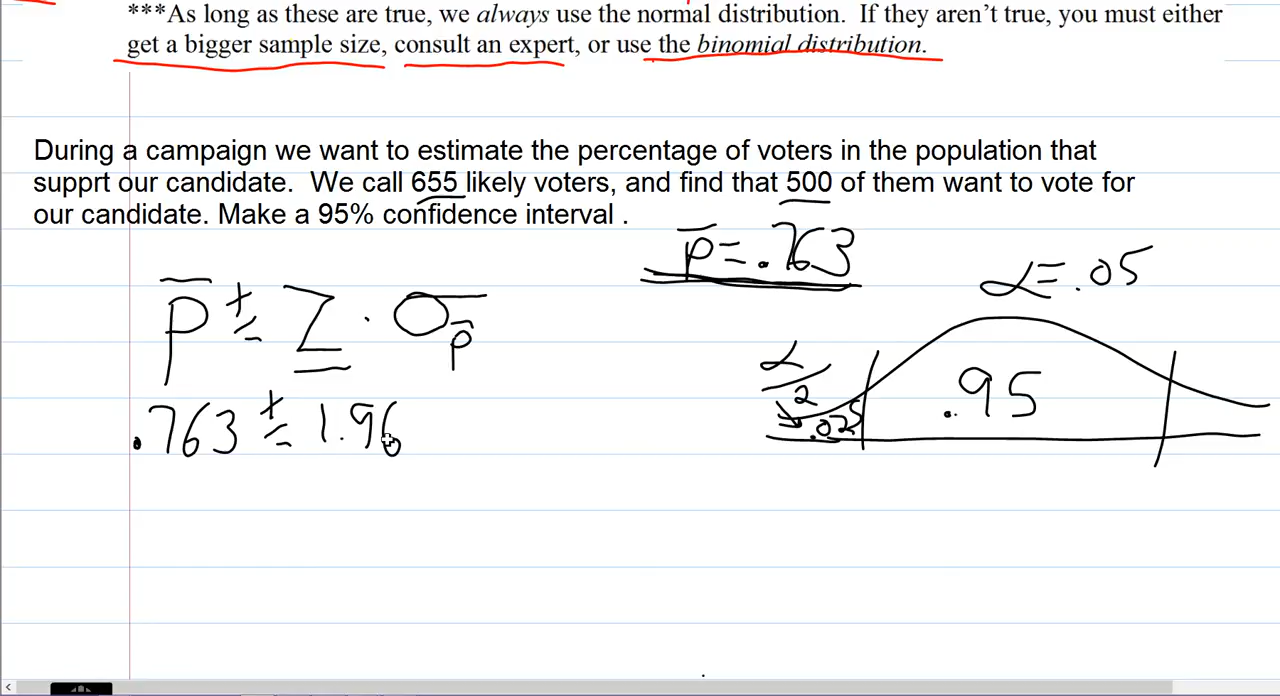 ***As long as these are true, we always use the normal distribution. If they aren't true, you must either
get a bigger sample size, consult an expert, or use the binomial distribution.
During a campaign we want to estimate the percentage of voters in the population that
supprt our candidate. We call 655 likely voters, and find that 500 of them want to vote for
our candidate. Make a 95% confidence interval .
p̅ = .763
α = .05
p̅ ± Z · σp̅
α/2
.025
.95
.763 ± 1.96